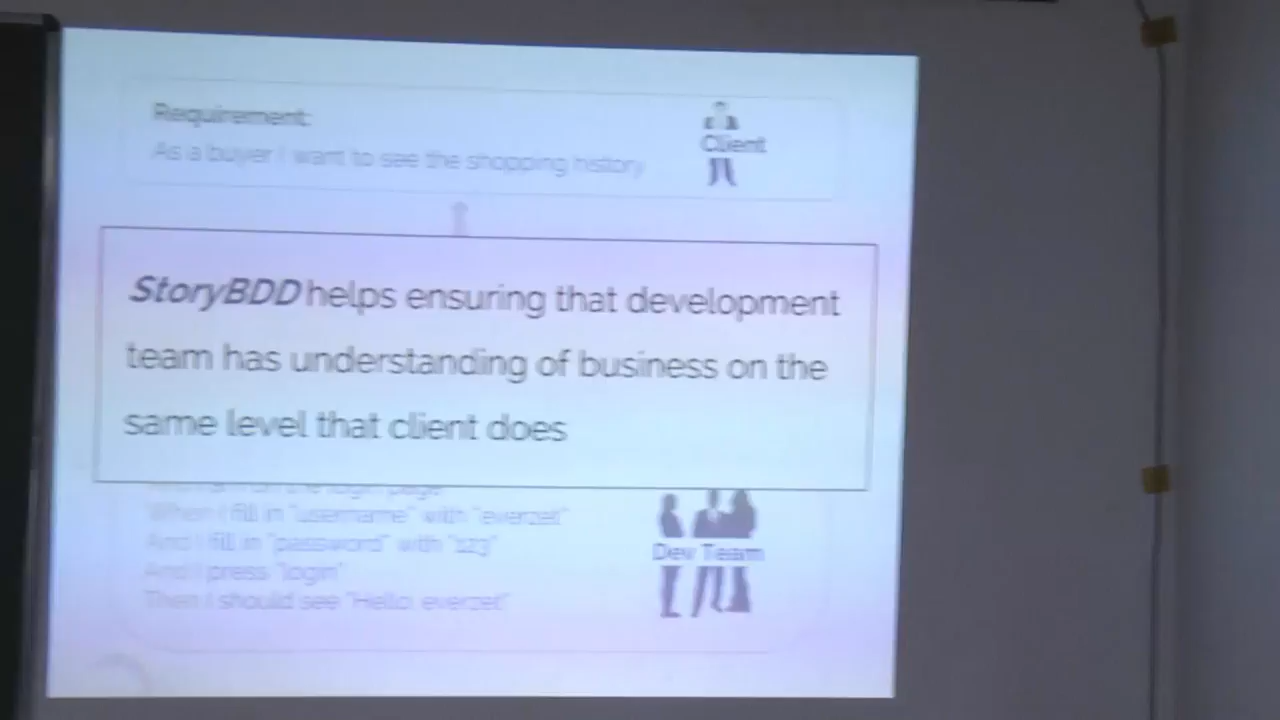 Requirement:
As a buyer I want to see the shopping history
Client
StoryBDD helps ensuring that development
team has understanding of business on the
same level that client does
When I fill in "username" with "everzet"
And I fill in "password" with "123"
And I press "login"
Then I should see "Hello, everzet"
Dev Team